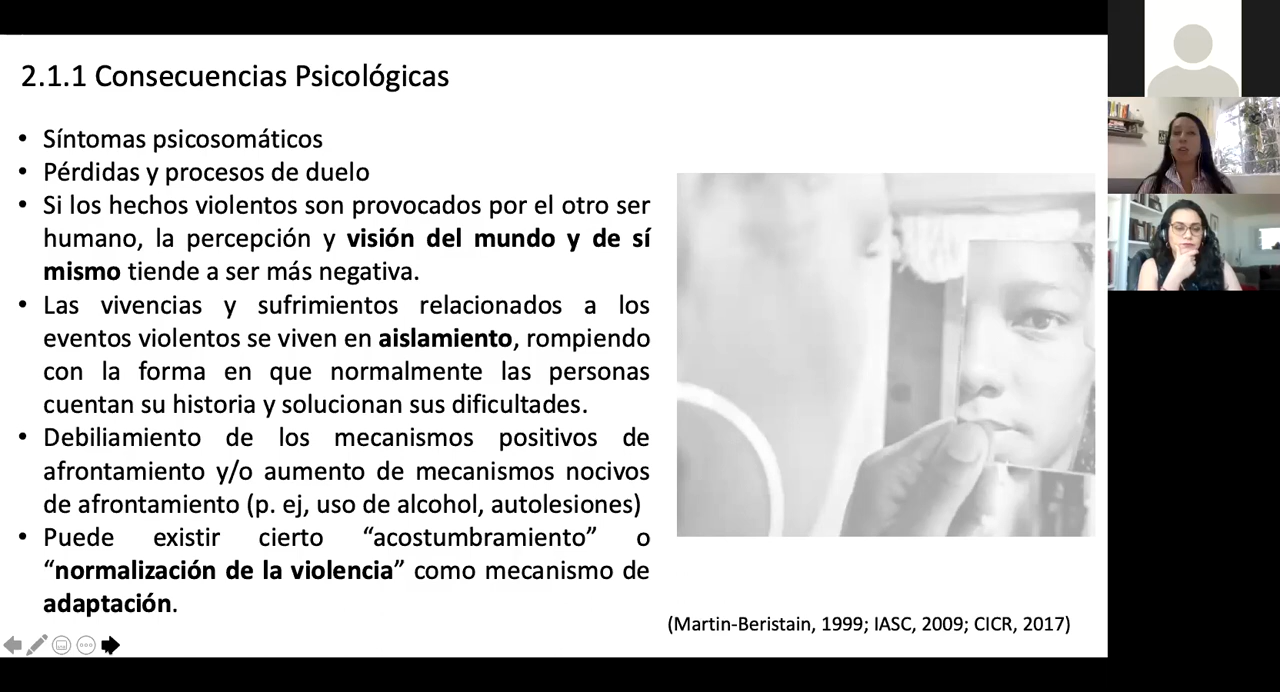 2.1.1 Consecuencias Psicológicas
• Síntomas psicosomáticos
• Pérdidas y procesos de duelo
• Si los hechos violentos son provocados por el otro ser
humano, la percepción y visión del mundo y de sí
mismo tiende a ser más negativa.
• Las vivencias y sufrimientos relacionados a los
eventos violentos se viven en aislamiento, rompiendo
con la forma en que normalmente las personas
cuentan su historia y solucionan sus dificultades.
• Debiliamiento de los mecanismos positivos de
afrontamiento y/o aumento de mecanismos nocivos
de afrontamiento (p. ej, uso de alcohol, autolesiones)
• Puede existir cierto “acostumbramiento” o
“normalización de la violencia” como mecanismo de
adaptación.
(Martin-Beristain, 1999; IASC, 2009; CICR, 2017)